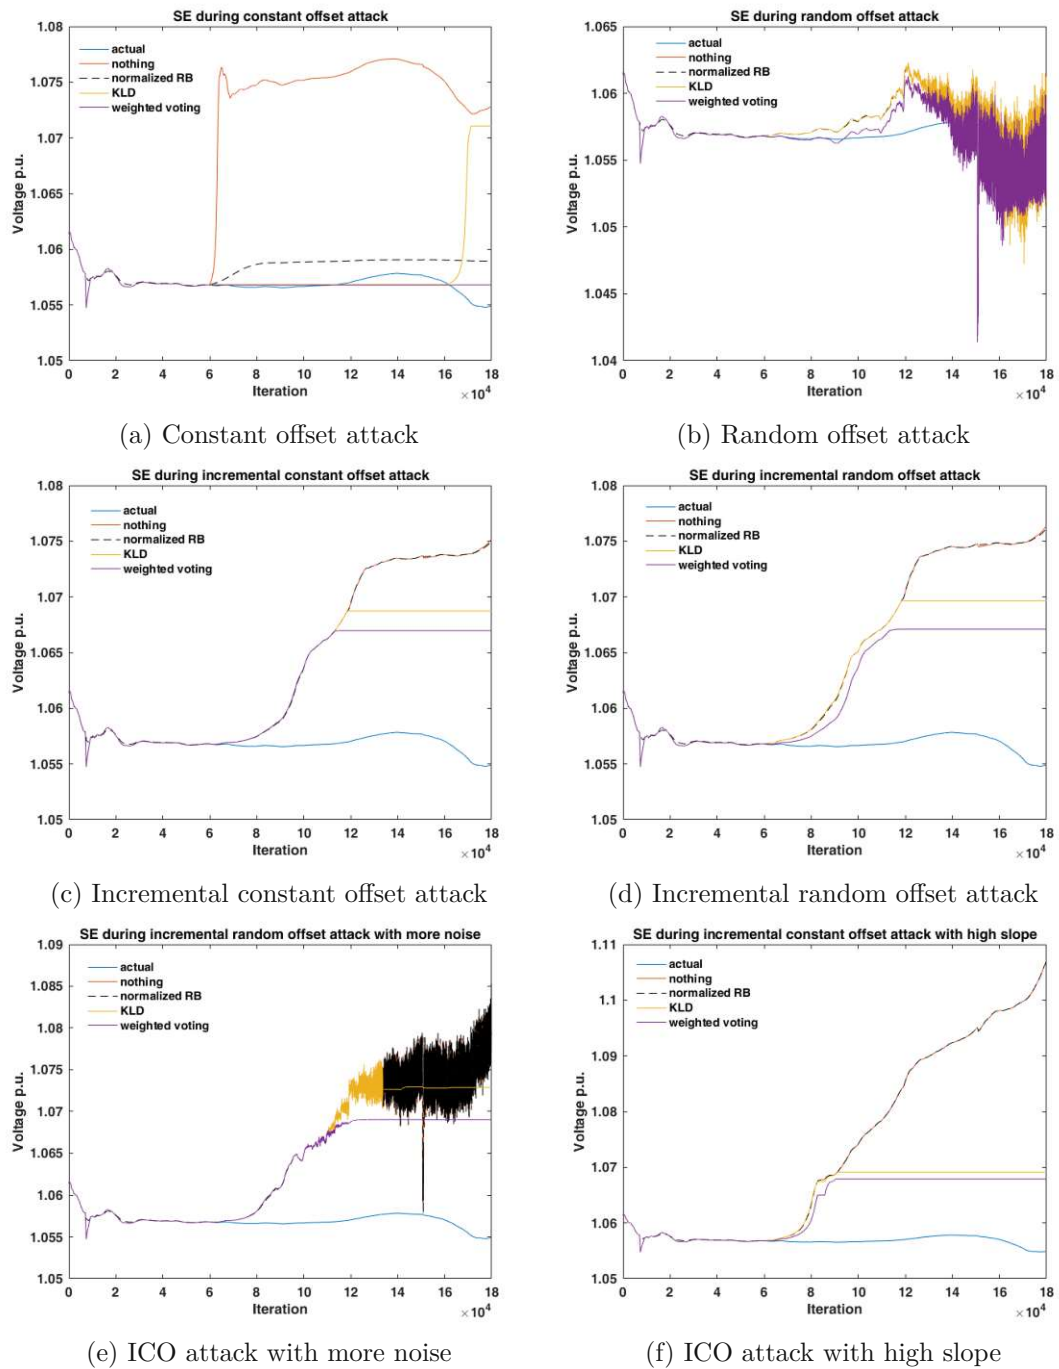 SE during constant offset attack
1.08
1.075
1.07
1.065
1.06
1.055
1.05
Voltage p.u.
actual
nothing
normalized RB
KLD
weighted voting
0 2 4 6 8 10 12 14 16 18
Iteration
×10⁴
(a) Constant offset attack
SE during random offset attack
1.065
1.06
1.055
1.05
1.045
1.04
Voltage p.u.
actual
nothing
normalized RB
KLD
weighted voting
0 2 4 6 8 10 12 14 16 18
Iteration
×10⁴
(b) Random offset attack
SE during incremental constant offset attack
1.08
1.075
1.07
1.065
1.06
1.055
1.05
Voltage p.u.
actual
nothing
normalized RB
KLD
weighted voting
0 2 4 6 8 10 12 14 16 18
Iteration
×10⁴
(c) Incremental constant offset attack
SE during incremental random offset attack
1.08
1.075
1.07
1.065
1.06
1.055
1.05
Voltage p.u.
actual
nothing
normalized RB
KLD
weighted voting
0 2 4 6 8 10 12 14 16 18
Iteration
×10⁴
(d) Incremental random offset attack
SE during incremental random offset attack with more noise
1.09
1.085
1.08
1.075
1.07
1.065
1.06
1.055
1.05
Voltage p.u.
actual
nothing
normalized RB
KLD
weighted voting
0 2 4 6 8 10 12 14 16 18
Iteration
×10⁴
(e) ICO attack with more noise
SE during incremental constant offset attack with high slope
1.11
1.1
1.09
1.08
1.07
1.06
1.05
Voltage p.u.
actual
nothing
normalized RB
KLD
weighted voting
0 2 4 6 8 10 12 14 16 18
Iteration
×10⁴
(f) ICO attack with high slope